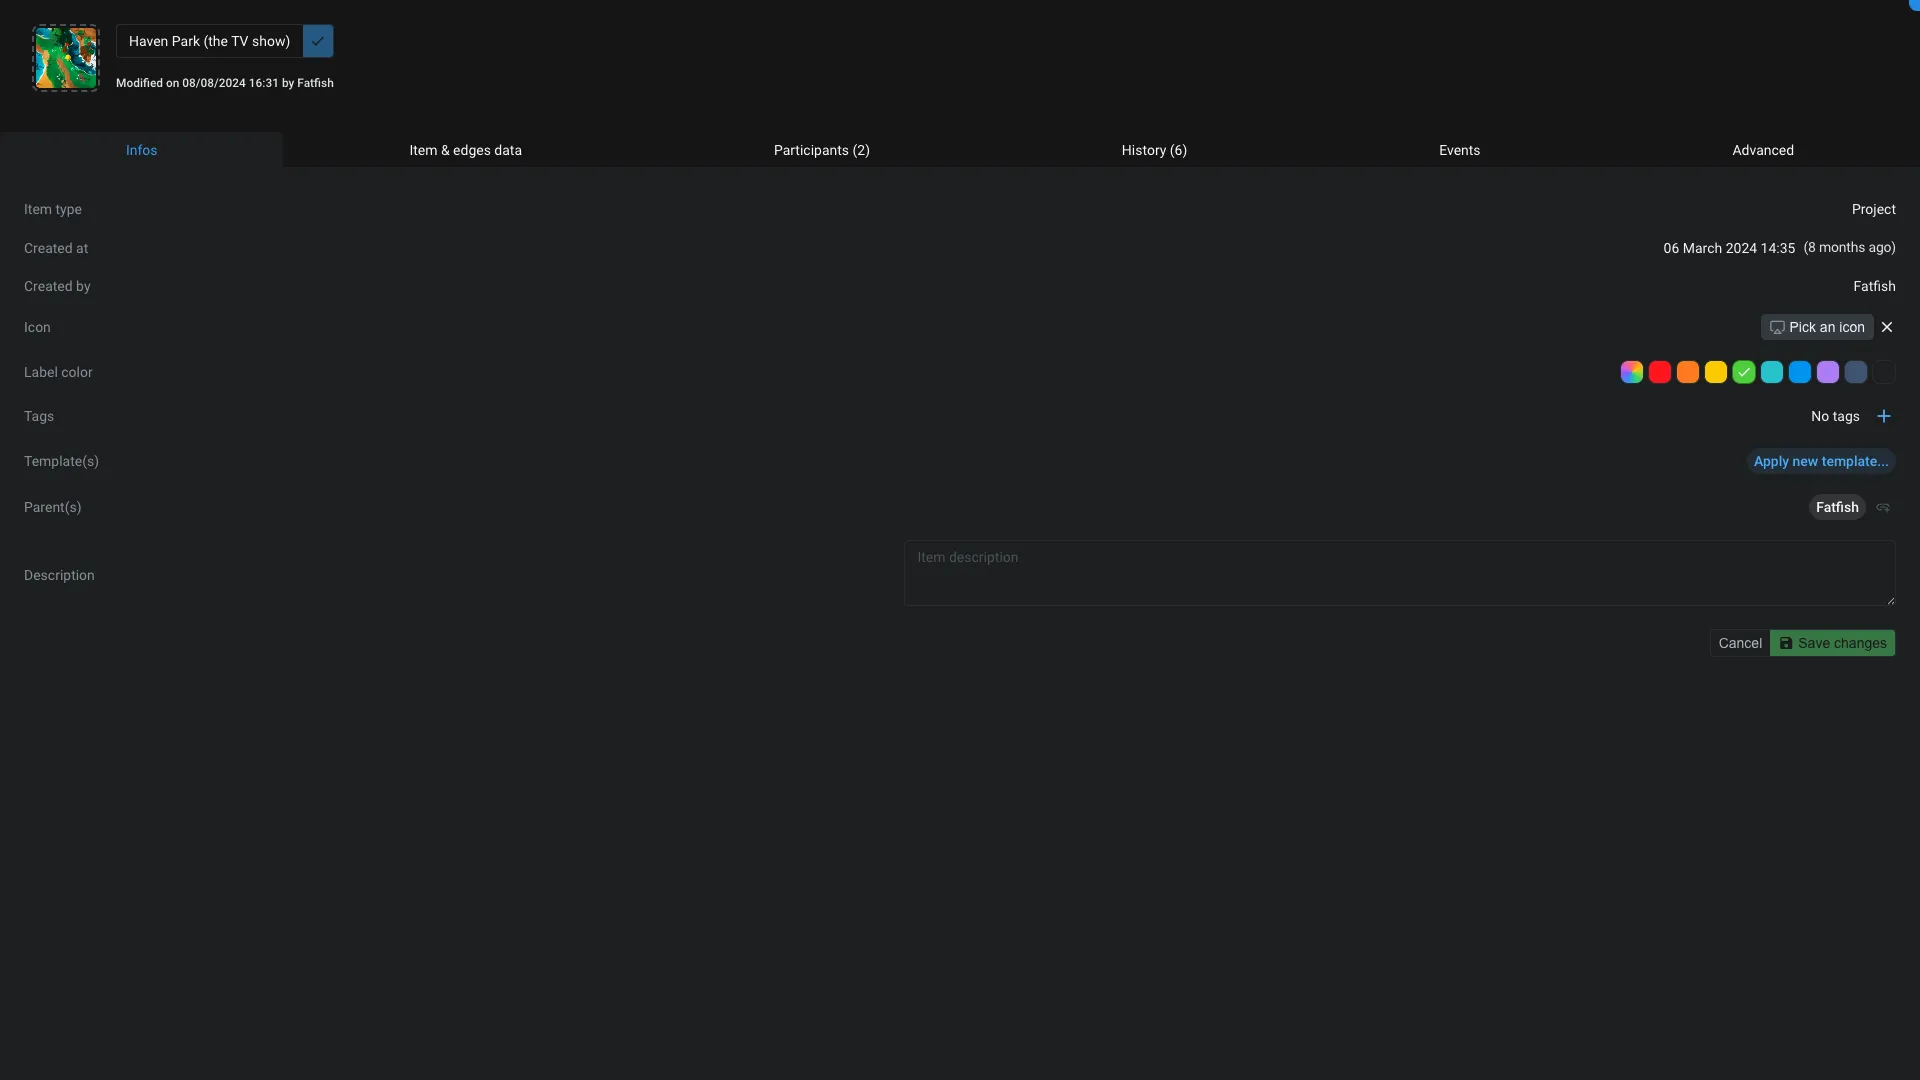 Haven Park (the TV show)
Modified on 08/08/2024 16:31 by Fatfish
Infos
Item & edges data
Participants (2)
History (6)
Events
Advanced
Item type
Project
Created at
06 March 2024 14:35 (8 months ago)
Created by
Fatfish
Icon
Pick an icon
Label color
Tags
No tags
Template(s)
Apply new template...
Parent(s)
Fatfish
Description
Item description
Cancel
Save changes